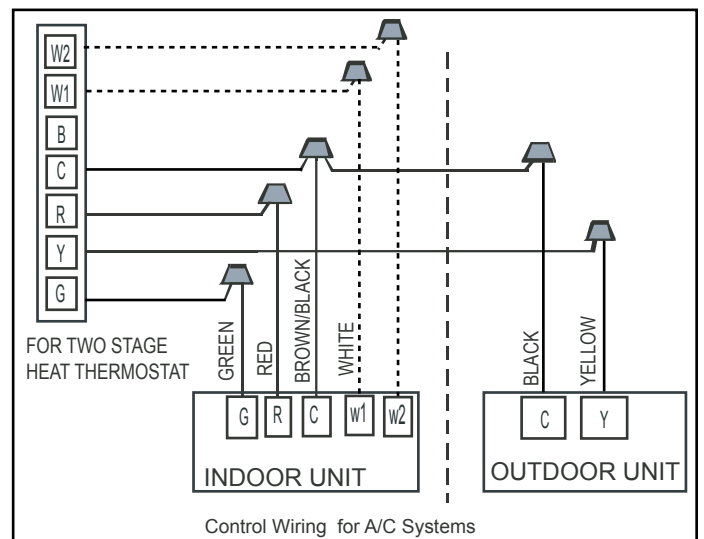 W2
W1
B
C
R
Y
G
FOR TWO STAGE
HEAT THERMOSTAT
GREEN
RED
BROWN/BLACK
WHITE
BLACK
YELLOW
G
R
C
w1
w2
INDOOR UNIT
C
Y
OUTDOOR UNIT
Control Wiring for A/C Systems